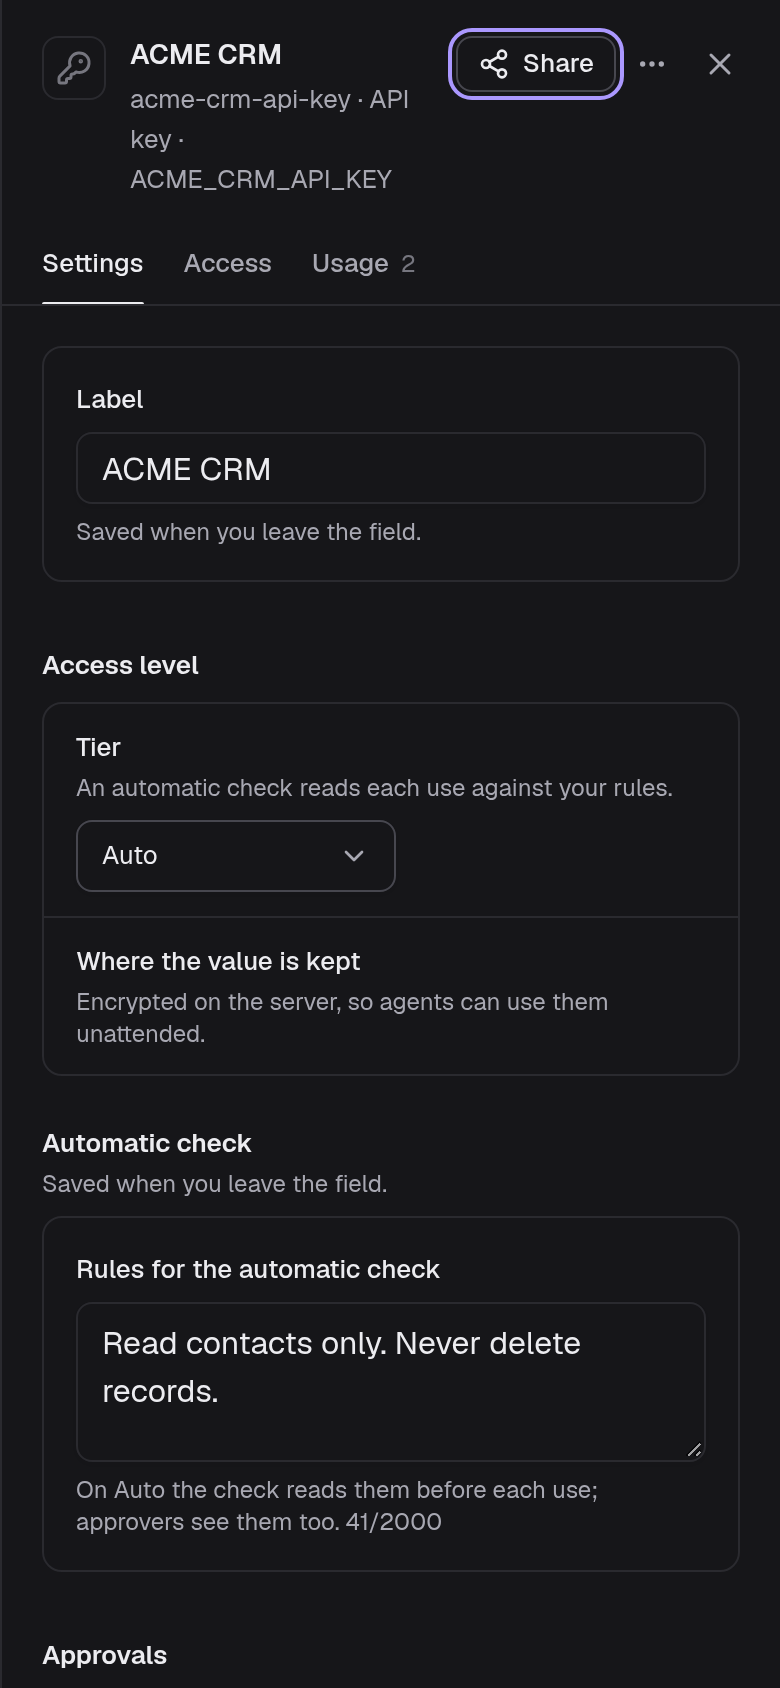 ACME CRM
Share
acme-crm-api-key · API
key ·
ACME_CRM_API_KEY
Settings Access Usage 2
Label
ACME CRM
Saved when you leave the field.
Access level
Tier
An automatic check reads each use against your rules.
Auto
Where the value is kept
Encrypted on the server, so agents can use them
unattended.
Automatic check
Saved when you leave the field.
Rules for the automatic check
Read contacts only. Never delete
records.
On Auto the check reads them before each use;
approvers see them too. 41/2000
Approvals